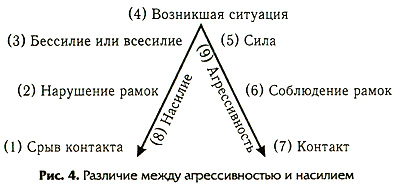 (4) Возникшая ситуация
(3) Бессилие или всесилие
(5) Сила
(9) Агрессивность
(2) Нарушение рамок
(8) Насилие
(6) Соблюдение рамок
(1) Срыв контакта
(7) Контакт
Рис. 4. Различие между агрессивностью и насилием